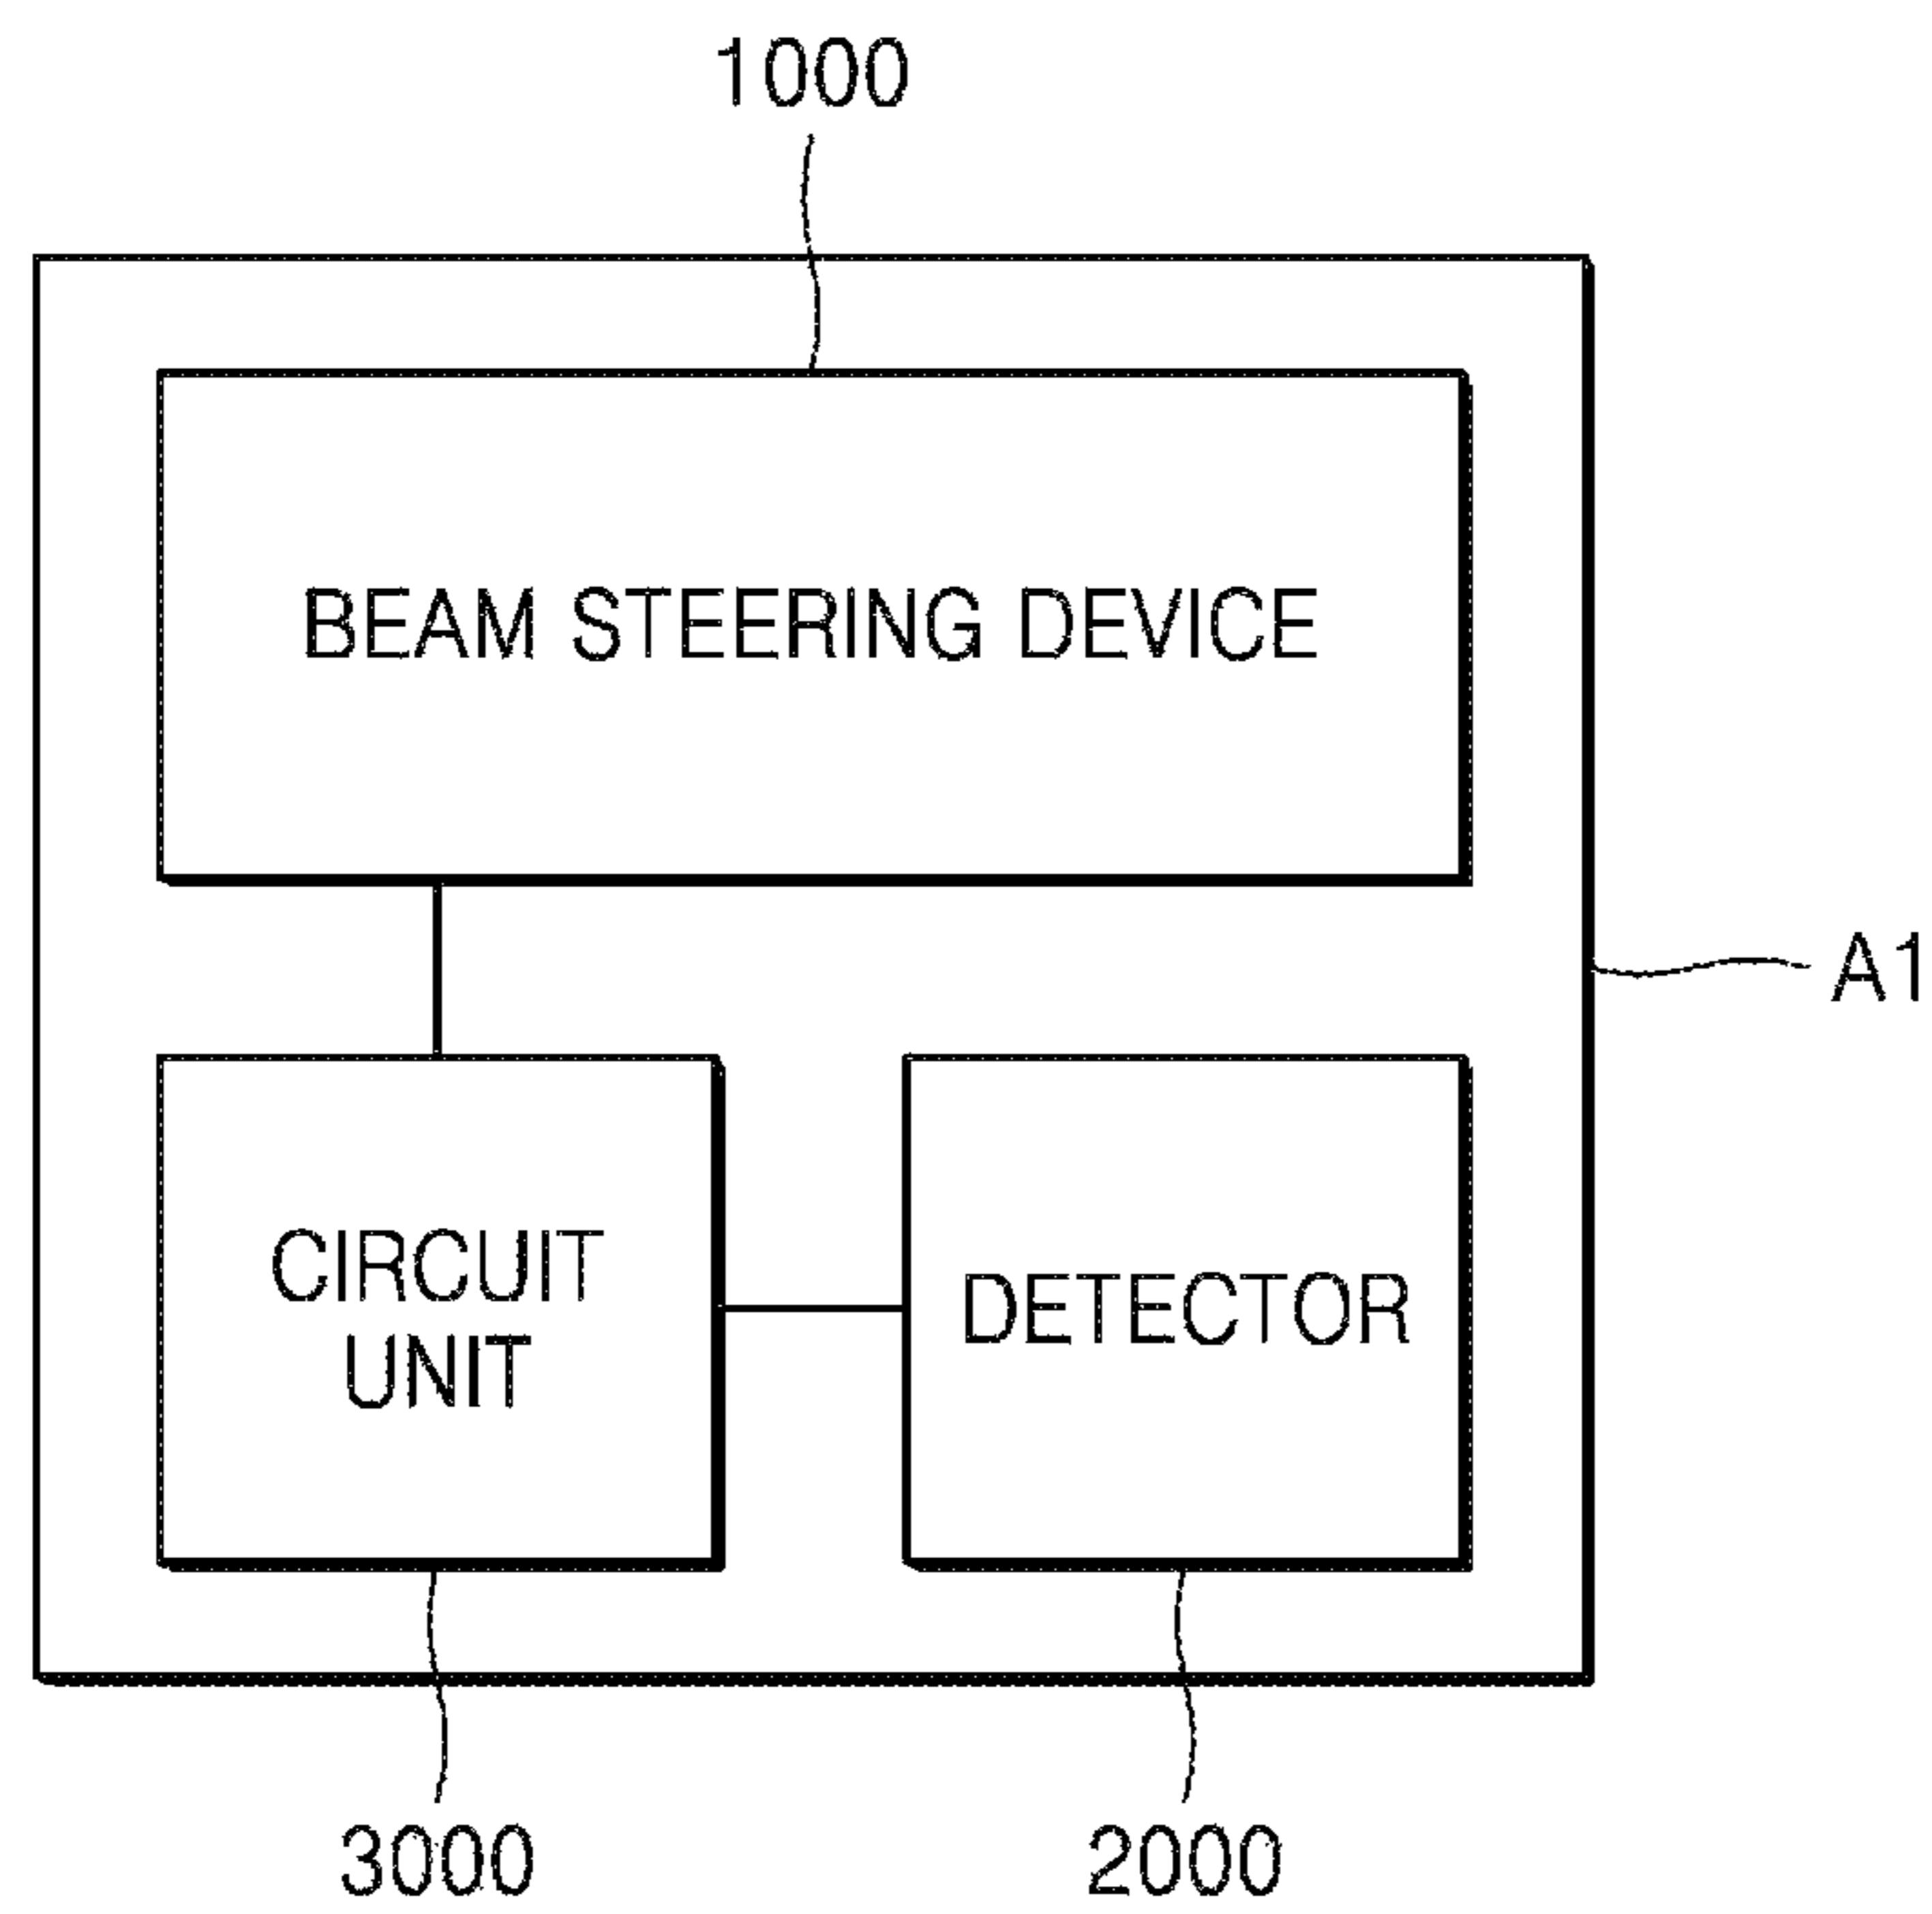 1000
BEAM STEERING DEVICE
A1
CIRCUIT
UNIT
DETECTOR
3000
2000